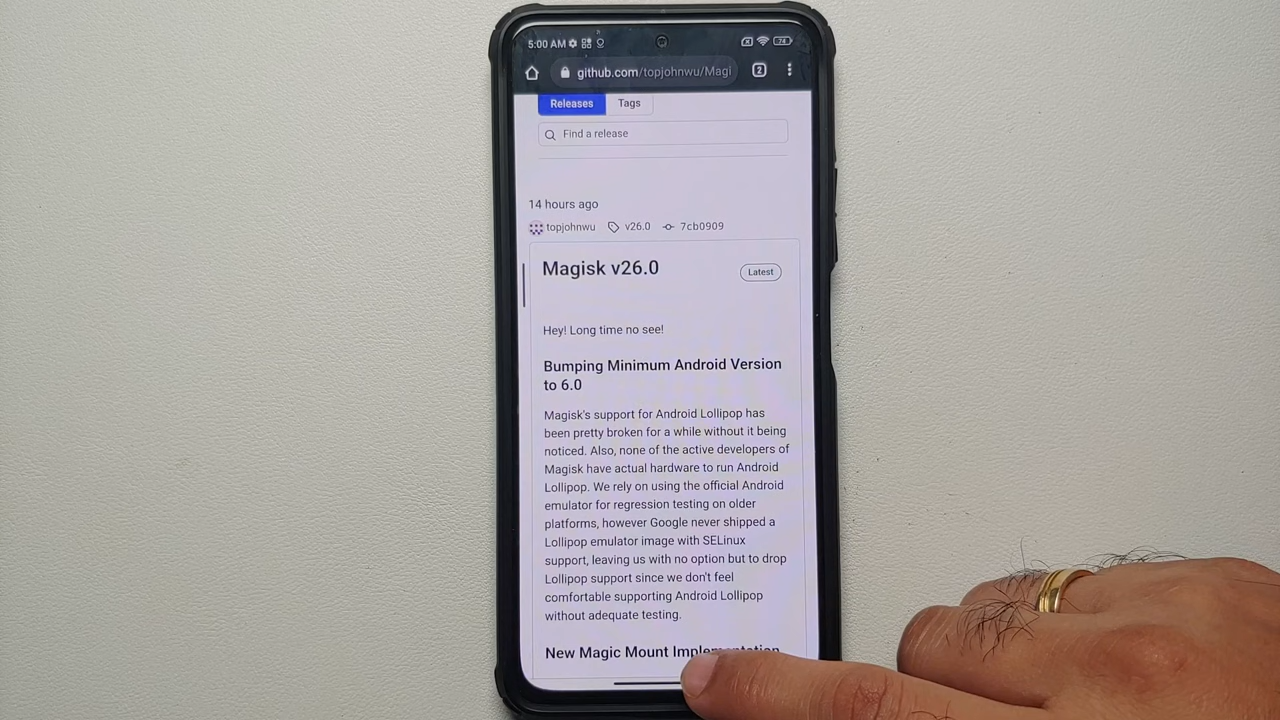 5:00 AM
74
github.com/topjohnwu/Magi
2
Releases
Tags
Find a release
14 hours ago
topjohnwu
v26.0
7cb0909
Magisk v26.0
Latest
Hey! Long time no see!
Bumping Minimum Android Version
to 6.0
Magisk's support for Android Lollipop has
been pretty broken for a while without it being
noticed. Also, none of the active developers of
Magisk have actual hardware to run Android
Lollipop. We rely on using the official Android
emulator for regression testing on older
platforms, however Google never shipped a
Lollipop emulator image with SELinux
support, leaving us with no option but to drop
Lollipop support since we don't feel
comfortable supporting Android Lollipop
without adequate testing.
New Magic Mount Implementation